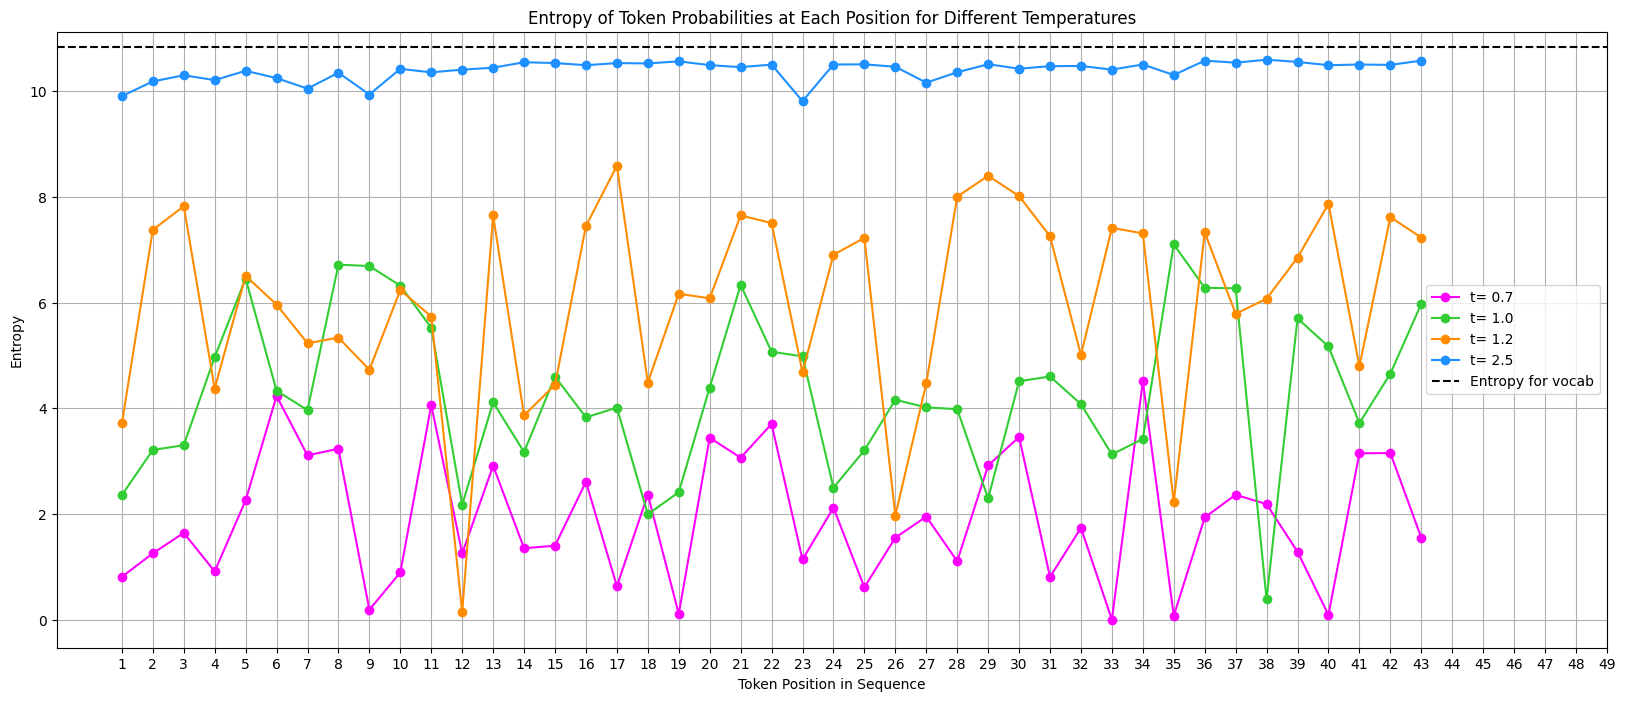 Entropy of Token Probabilities at Each Position for Different Temperatures
Entropy
10
8
6
4
2
0
t= 0.7
t= 1.0
t= 1.2
t= 2.5
Entropy for vocab
1 2 3 4 5 6 7 8 9 10 11 12 13 14 15 16 17 18 19 20 21 22 23 24 25 26 27 28 29 30 31 32 33 34 35 36 37 38 39 40 41 42 43 44 45 46 47 48 49
Token Position in Sequence